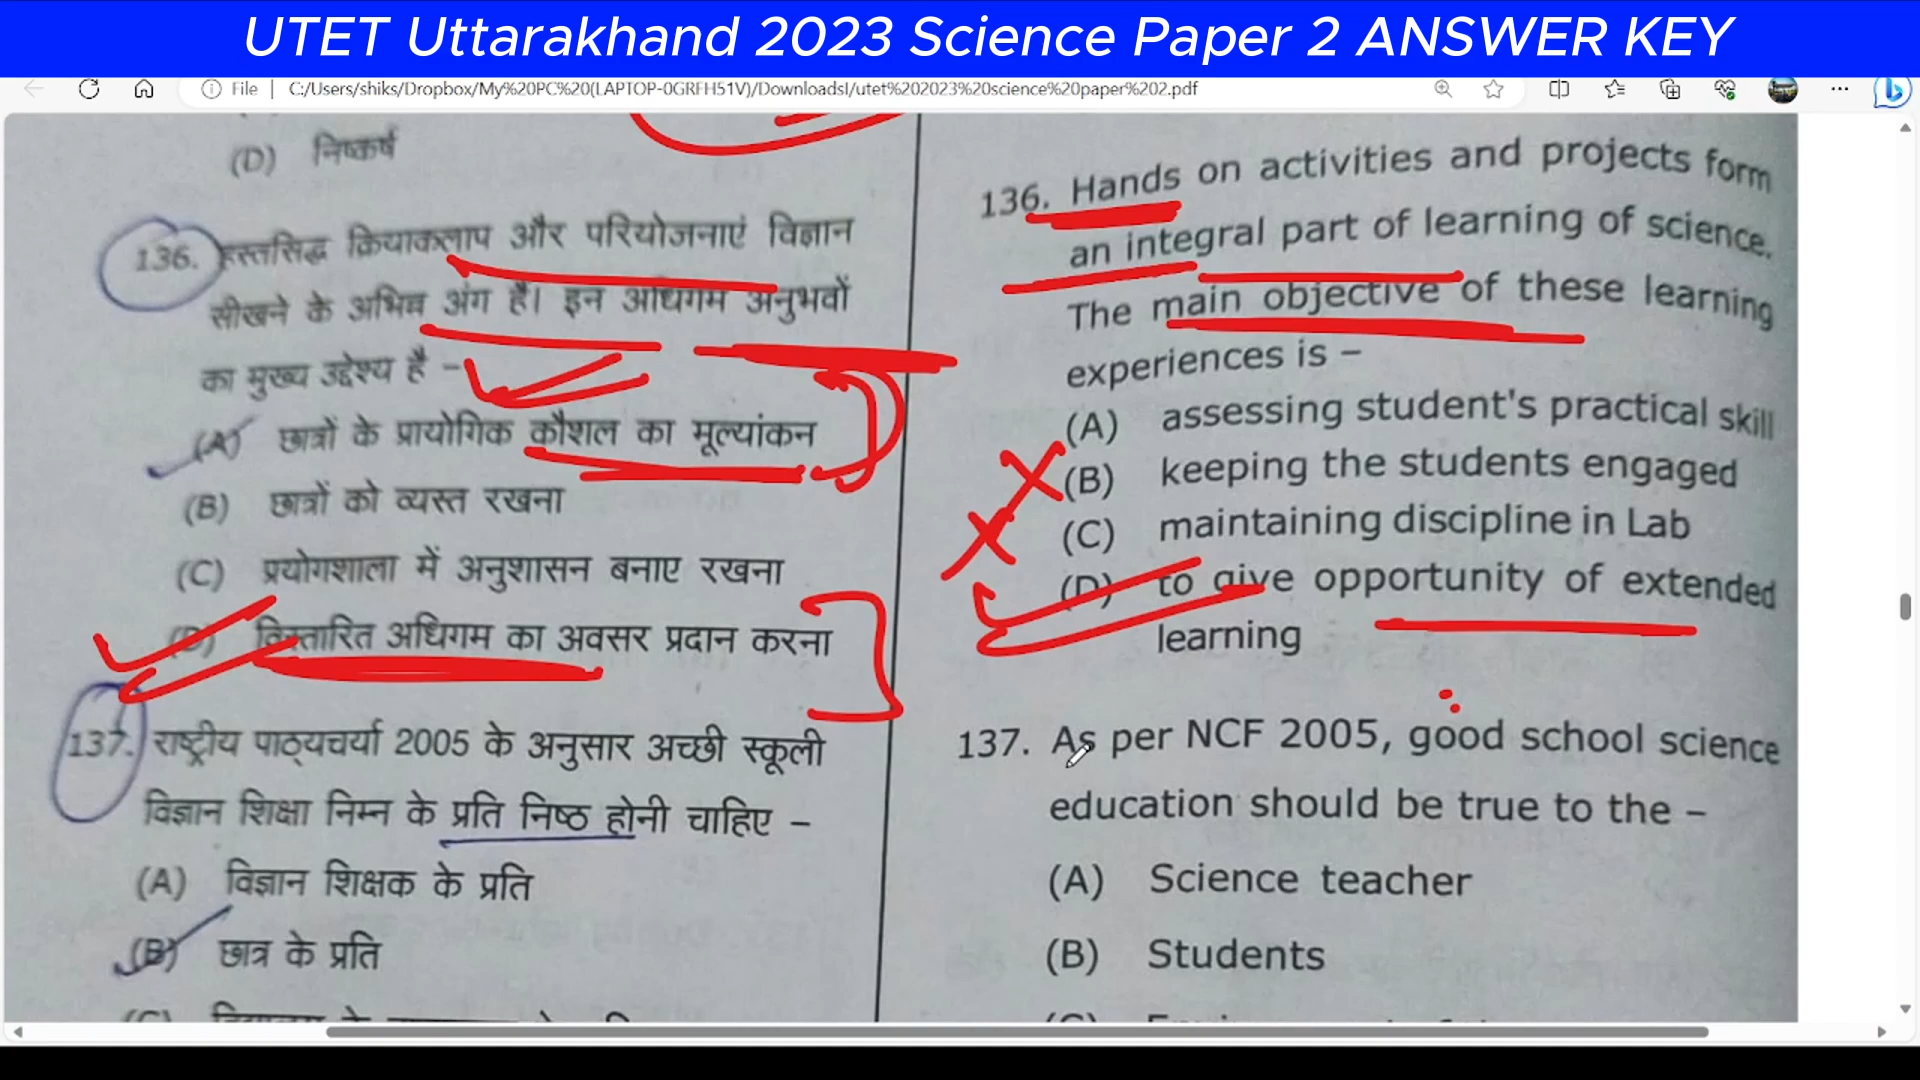 UTET Uttarakhand 2023 Science Paper 2 ANSWER KEY
File | C:/Users/shiks/Dropbox/My%20PC%20(LAPTOP-0GRFH51V)/Downloadsl/utet%202023%20science%20paper%202.pdf
(D) निष्कर्ष
136. हस्तसिद्ध क्रियाकलाप और परियोजनाएं विज्ञान
सीखने के अभिन्न अंग हैं। इन अधिगम अनुभवों
का मुख्य उद्देश्य है –
(A) छात्रों के प्रायोगिक कौशल का मूल्यांकन
(B) छात्रों को व्यस्त रखना
(C) प्रयोगशाला में अनुशासन बनाए रखना
(D) विस्तारित अधिगम का अवसर प्रदान करना
137. राष्ट्रीय पाठ्यचर्या 2005 के अनुसार अच्छी स्कूली
विज्ञान शिक्षा निम्न के प्रति निष्ठ होनी चाहिए –
(A) विज्ञान शिक्षक के प्रति
(B) छात्र के प्रति
136. Hands on activities and projects form
an integral part of learning of science.
The main objective of these learning
experiences is –
(A) assessing student's practical skill
(B) keeping the students engaged
(C) maintaining discipline in Lab
(D) to give opportunity of extended
learning
137. As per NCF 2005, good school science
education should be true to the –
(A) Science teacher
(B) Students